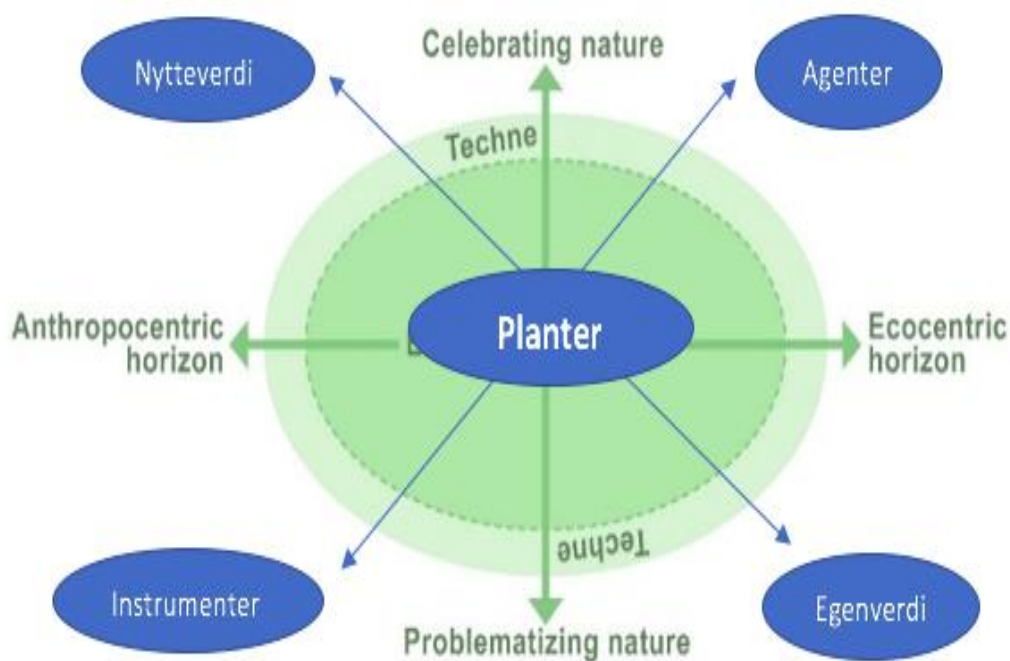 Celebrating nature
Nytteverdi
Agenter
Techne
Anthropocentric
horizon
Planter
Ecocentric
horizon
Techne
Instrumenter
Egenverdi
Problematizing nature